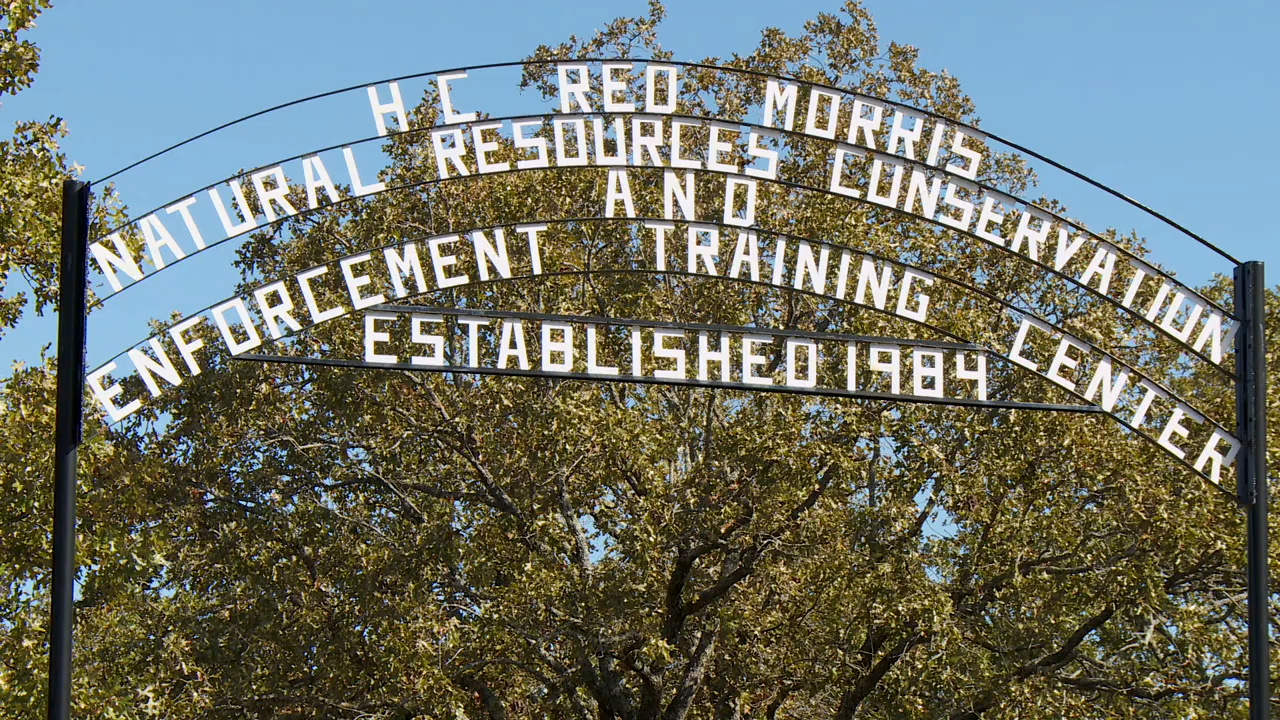 H C RED MORRIS
NATURAL RESOURCES CONSERVATION
AND
ENFORCEMENT TRAINING CENTER
ESTABLISHED 1984